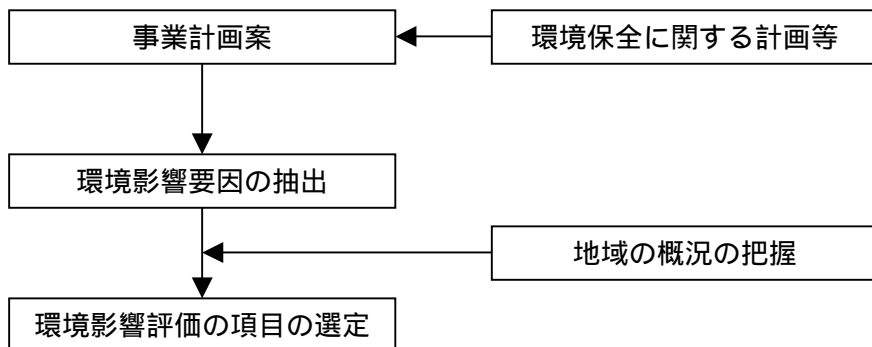 事業計画案
環境保全に関する計画等
環境影響要因の抽出
地域の概況の把握
環境影響評価の項目の選定